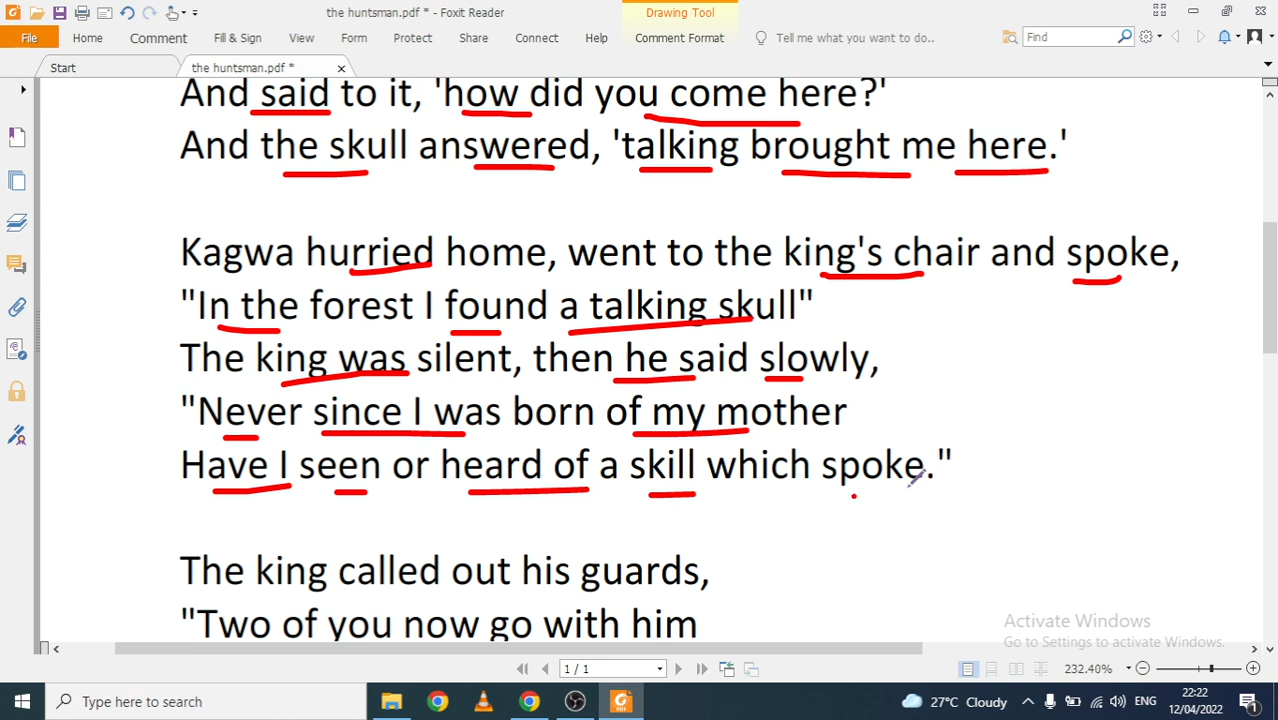 the huntsman.pdf * - Foxit Reader
Drawing Tool
File
Home
Comment
Fill & Sign
View
Form
Protect
Share
Connect
Help
Comment Format
Tell me what you want to do..
Find
Start
the huntsman.pdf *
And said to it, 'how did you come here?'
And the skull answered, 'talking brought me here.'
Kagwa hurried home, went to the king's chair and spoke,
"In the forest I found a talking skull"
The king was silent, then he said slowly,
"Never since I was born of my mother
Have I seen or heard of a skill which spoke."
The king called out his guards,
"Two of you now go with him
Activate Windows
Go to Settings to activate Windows.
1 / 1
232.40%
Type here to search
27°C Cloudy
ENG
22:22
12/04/2022
1